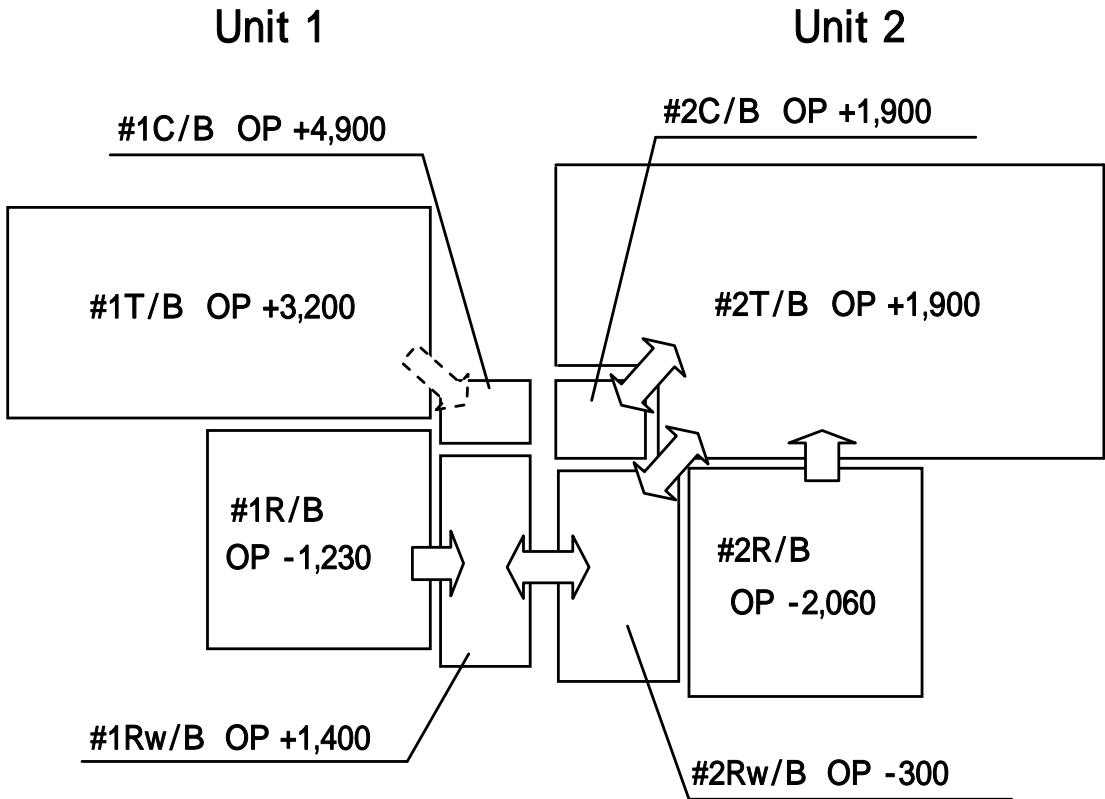 Unit 1
Unit 2
#1C/B OP +4,900
#2C/B OP +1,900
#1T/B OP +3,200
#2T/B OP +1,900
#1R/B
OP -1,230
#2R/B
OP -2,060
#1Rw/B OP +1,400
#2Rw/B OP -300